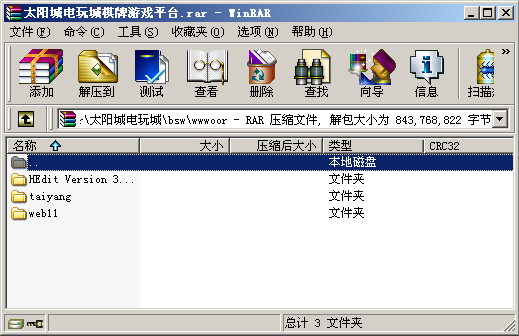 太阳城电玩城棋牌游戏平台.rar - WinRAR
文件(F) 命令(C) 工具(S) 收藏夹(O) 选项(N) 帮助(H)
添加 解压到 测试 查看 删除 查找 向导 信息 扫描
:\太阳城电玩城\bsw\wwwoor - RAR 压缩文件, 解包大小为 843,768,822 字节
名称 大小 压缩后大小 类型 CRC32
.. 本地磁盘
HEdit Version 3... 文件夹
taiyang 文件夹
web11 文件夹
总计 3 文件夹